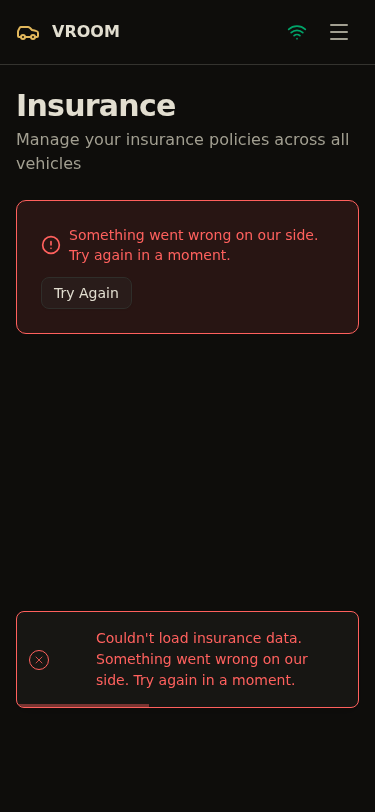 VROOM
Insurance
Manage your insurance policies across all
vehicles
Something went wrong on our side.
Try again in a moment.
Try Again
Couldn't load insurance data.
Something went wrong on our
side. Try again in a moment.